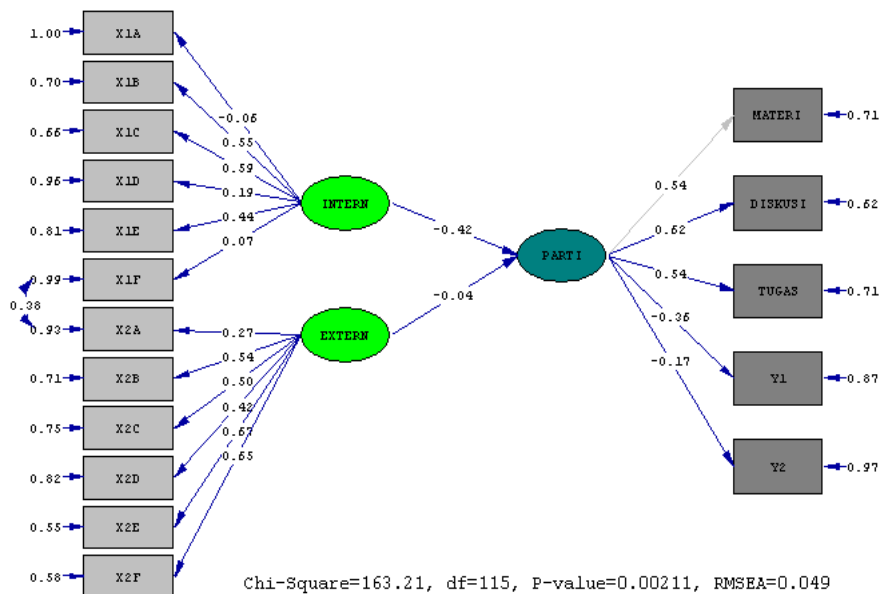 1.00 X1A
0.70 X1B
0.66 X1C
0.96 X1D
0.81 X1E
0.99 X1F
0.38
0.93 X2A
0.71 X2B
0.75 X2C
0.82 X2D
0.55 X2E
0.58 X2F
-0.06
0.55
0.59
0.19
0.44
0.07
INTERN
EXTERN
0.27
0.54
0.50
0.42
0.67
0.65
-0.42
-0.04
PARTI
0.54
0.62
0.54
-0.36
-0.17
MATERI 0.71
DISKUSI 0.62
TUGAS 0.71
Y1 0.87
Y2 0.97
Chi-Square=163.21, df=115, P-value=0.00211, RMSEA=0.049